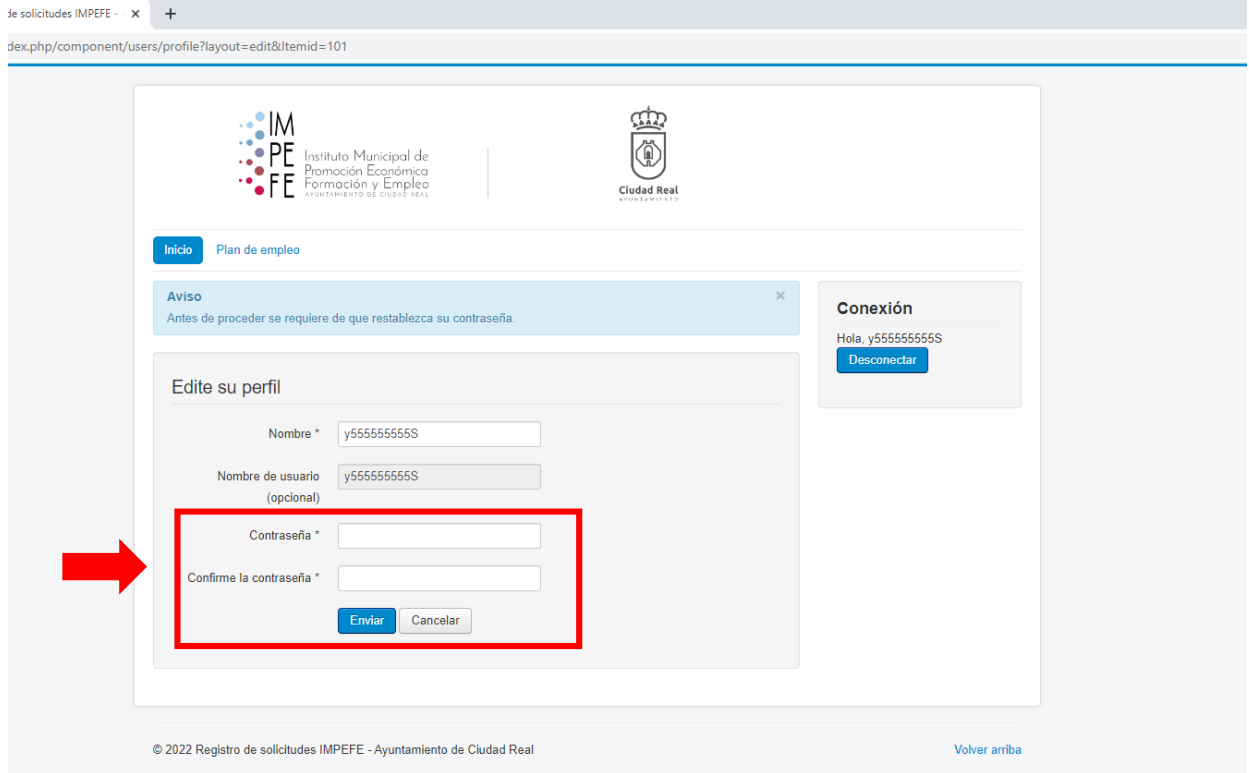 de solicitudes IMPEFE -
dex.php/component/users/profile?layout=edit&Itemid=101
IM
PE
FE
Instituto Municipal de
Promoción Económica
Formación y Empleo
AYUNTAMIENTO DE CIUDAD REAL
Ciudad Real
AYUNTAMIENTO
Inicio Plan de empleo
Aviso
Antes de proceder se requiere de que restablezca su contraseña.
Conexión
Hola, y555555555S
Desconectar
Edite su perfil
Nombre * y555555555S
Nombre de usuario y555555555S
(opcional)
Contraseña *
Confirme la contraseña *
Enviar Cancelar
© 2022 Registro de solicitudes IMPEFE - Ayuntamiento de Ciudad Real Volver arriba